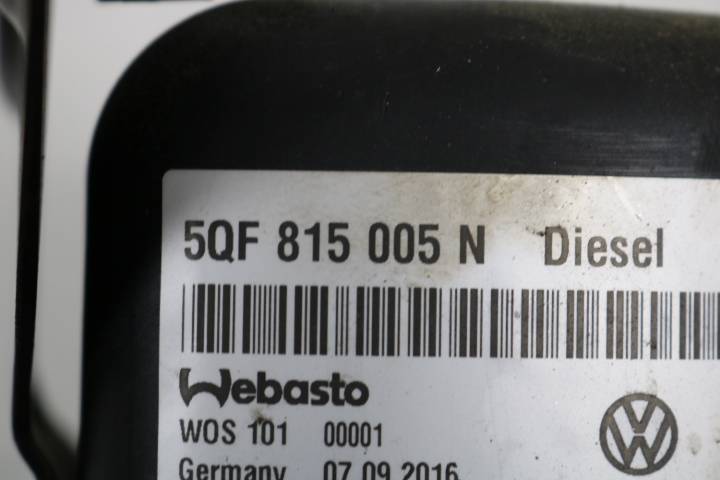 5QF 815 005 N Diesel
Webasto
WOS 101 00001
Germany 07.09.2016